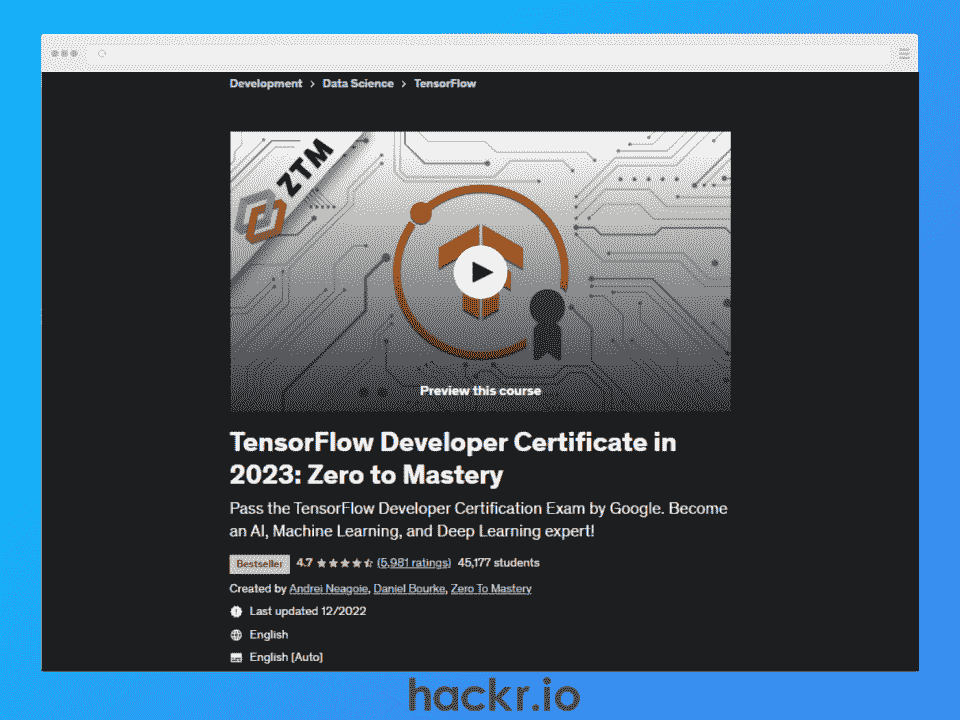 Development > Data Science > TensorFlow
ZTM
Preview this course
TensorFlow Developer Certificate in
2023: Zero to Mastery
Pass the TensorFlow Developer Certification Exam by Google. Become
an AI, Machine Learning, and Deep Learning expert!
Bestseller 4.7 (5,981 ratings) 45,177 students
Created by Andrei Neagoie, Daniel Bourke, Zero To Mastery
Last updated 12/2022
English
English [Auto]
hackr.io